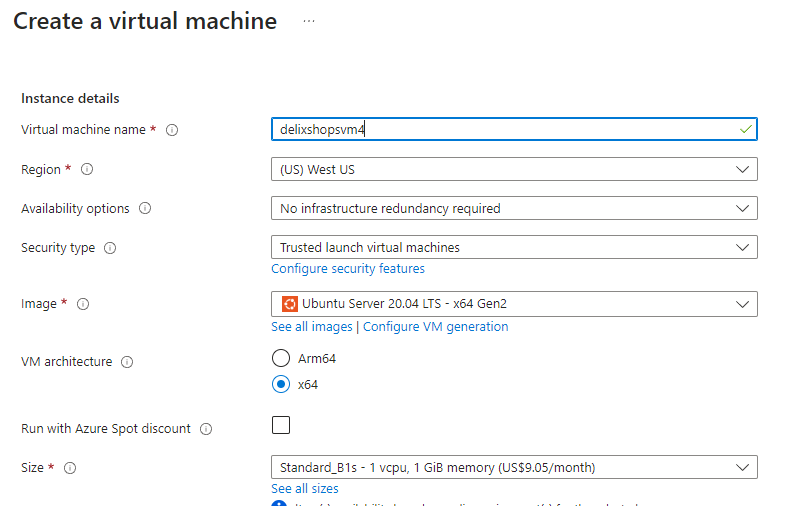 Create a virtual machine ...
Instance details
Virtual machine name *
delixshopsvm4
Region *
(US) West US
Availability options
No infrastructure redundancy required
Security type
Trusted launch virtual machines
Configure security features
Image *
Ubuntu Server 20.04 LTS - x64 Gen2
See all images | Configure VM generation
VM architecture
Arm64
x64
Run with Azure Spot discount
Size *
Standard_B1s - 1 vcpu, 1 GiB memory (US$9.05/month)
See all sizes